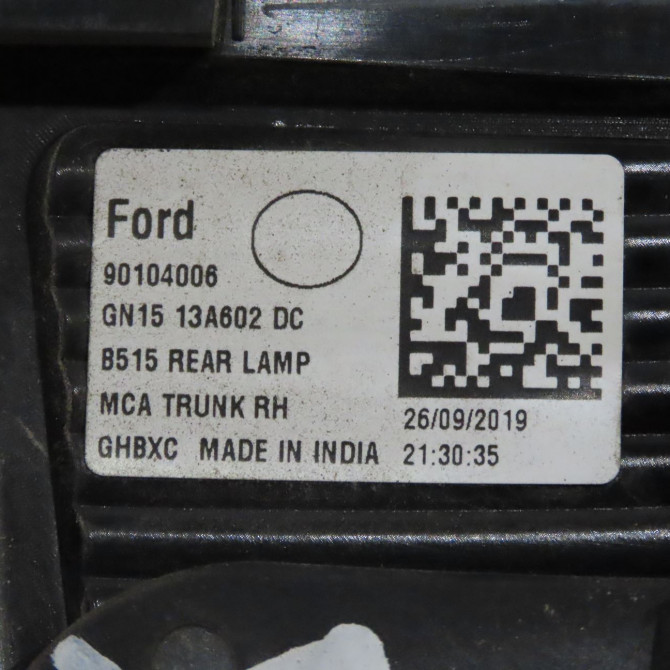 Ford
90104006
GN15 13A602 DC
B515 REAR LAMP
MCA TRUNK RH
GHBXC MADE IN INDIA
26/09/2019
21:30:35